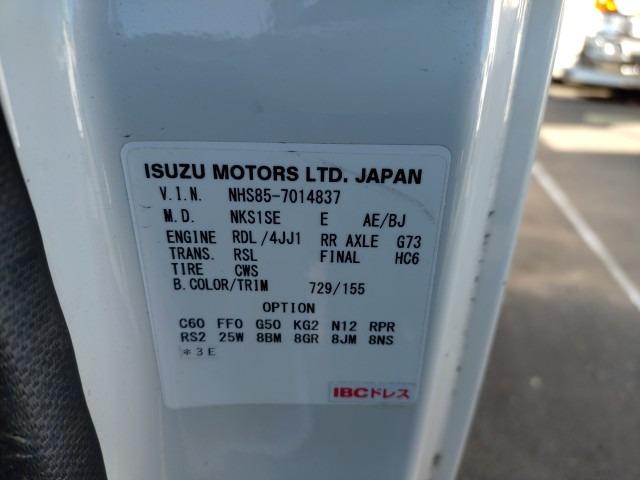 ISUZU MOTORS LTD. JAPAN
V.I.N. NHS85-7014837
M.D. NKS1SE E AE/BJ
ENGINE RDL/4JJ1 RR AXLE G73
TRANS. RSL FINAL HC6
TIRE CWS
B.COLOR/TRIM 729/155
OPTION
C60 FF0 G50 KG2 N12 RPR
RS2 25W 8BM 8GR 8JM 8NS
*3E
IBCドレス